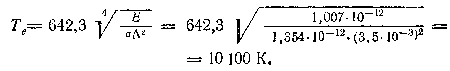 Tₑ = 642,3 ∜(E / σΛ²) = 642,3 √(1,007·10⁻¹² / 1,354·10⁻¹²·(3,5·10⁻³)²) =
= 10 100 К.